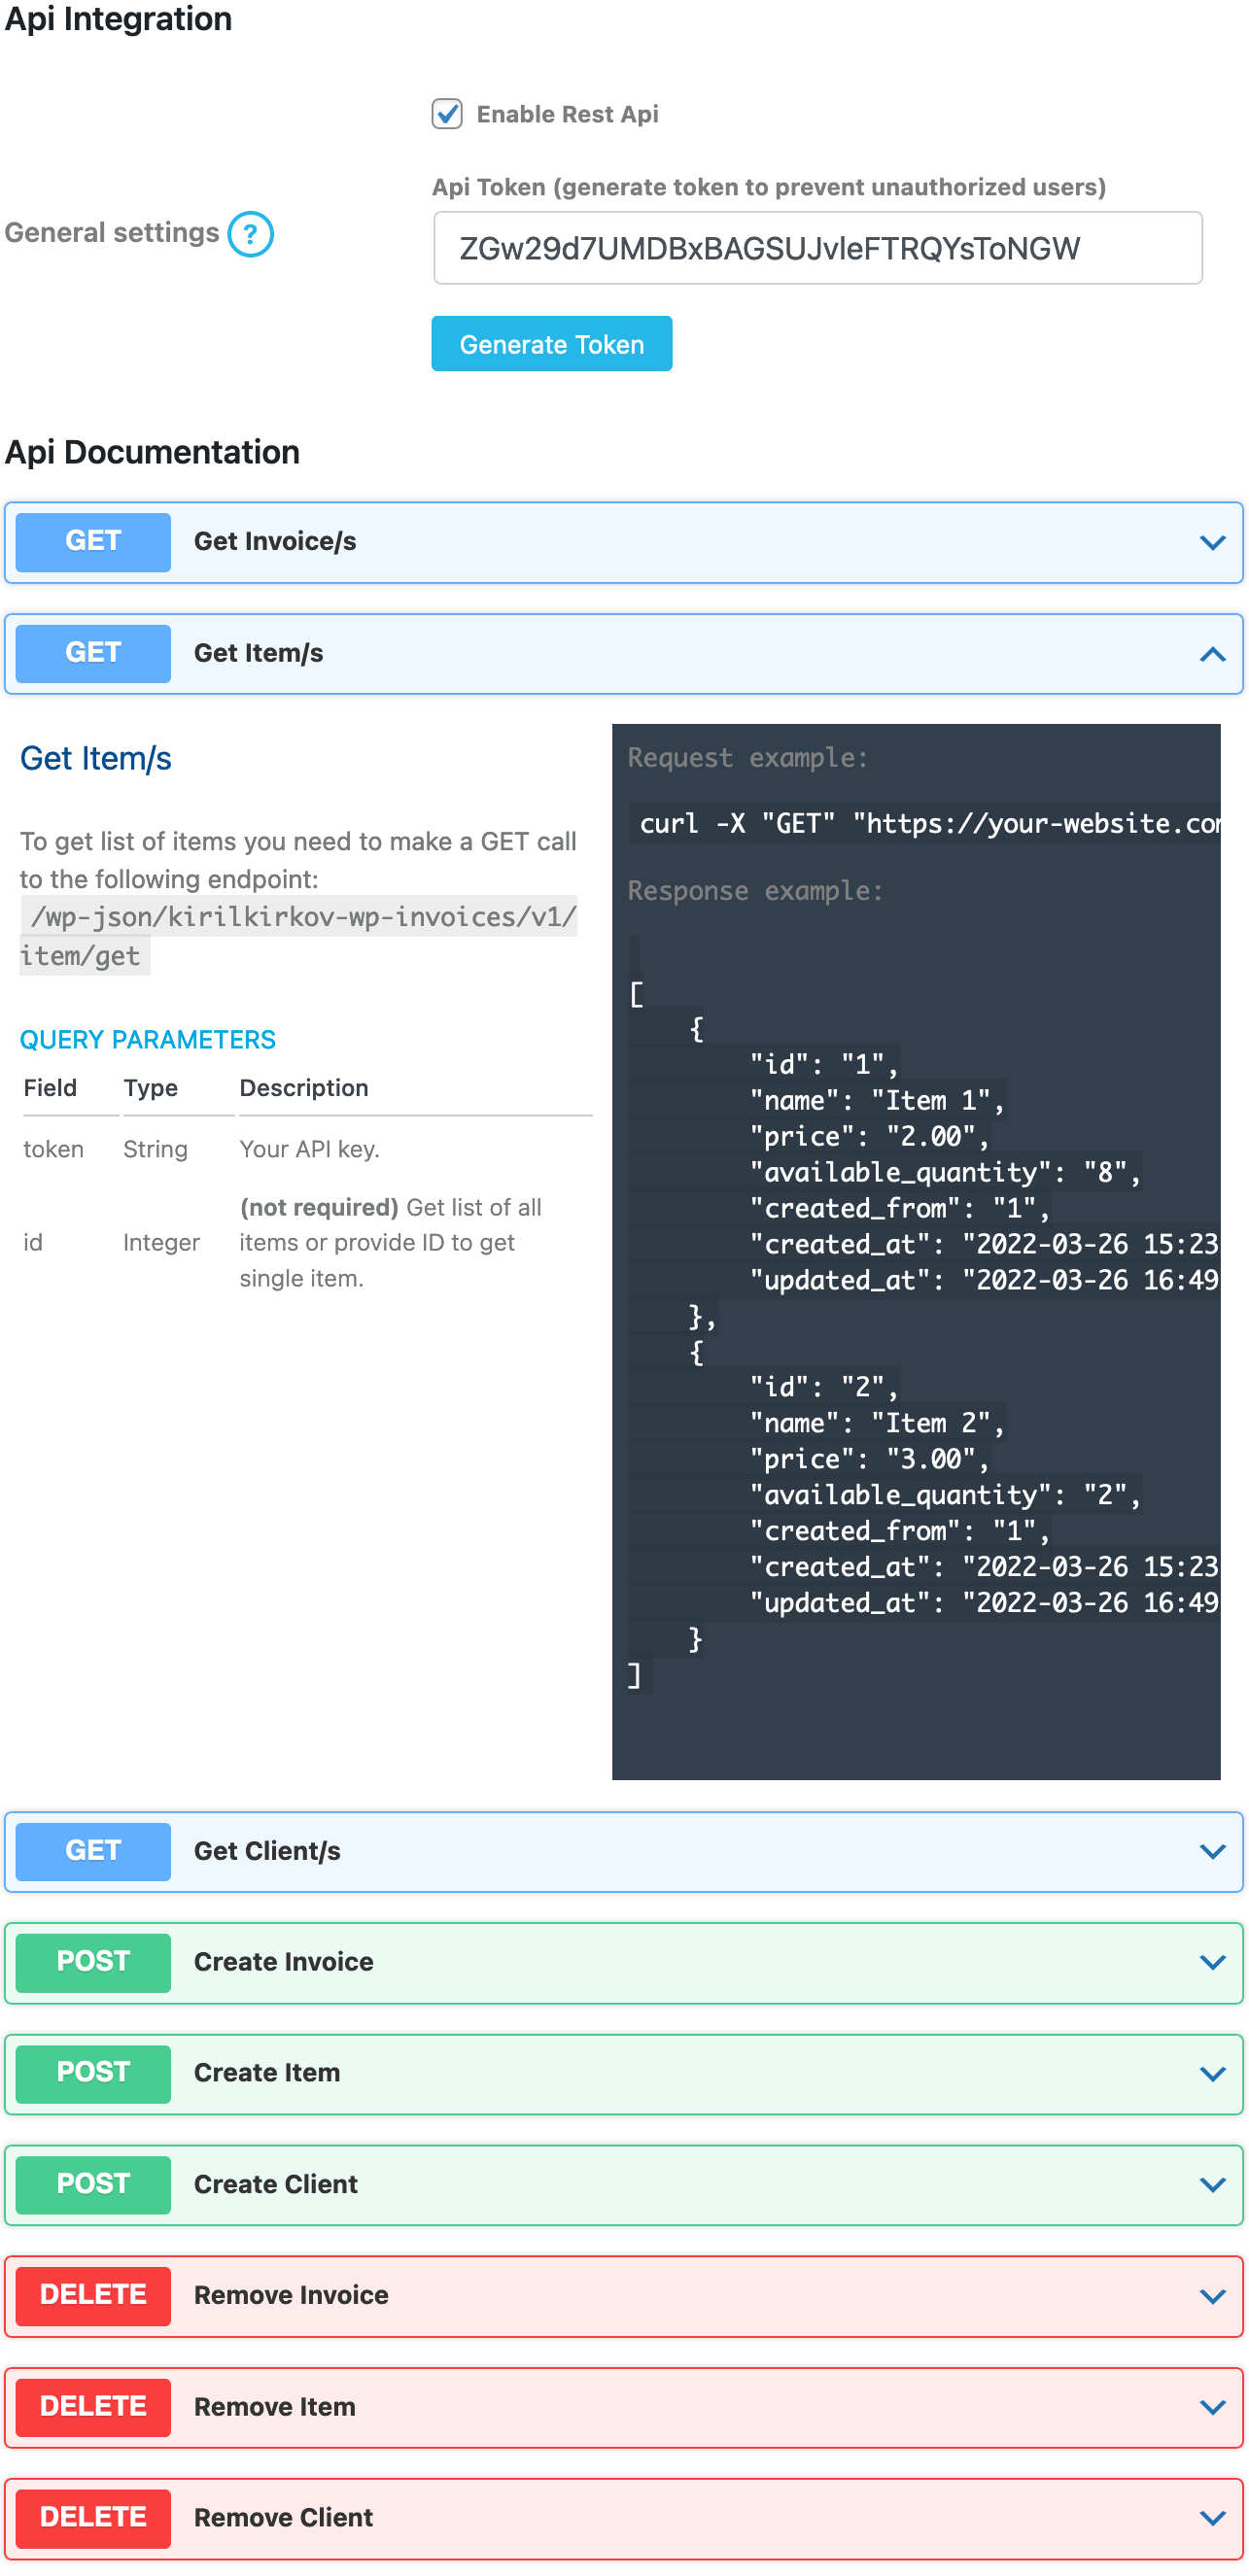 Api Integration
Enable Rest Api
Api Token (generate token to prevent unauthorized users)
General settings ?
ZGw29d7UMDBxBAGSUJvleFTRQYsToNGW
Generate Token
Api Documentation
GET Get Invoice/s
GET Get Item/s
Get Item/s
To get list of items you need to make a GET call
to the following endpoint:
/wp-json/kirilkirkov-wp-invoices/v1/
item/get
QUERY PARAMETERS
Field Type Description
token String Your API key.
id Integer (not required) Get list of all
items or provide ID to get
single item.
Request example:
curl -X "GET" "https://your-website.com
Response example:
[
{
"id": "1",
"name": "Item 1",
"price": "2.00",
"available_quantity": "8",
"created_from": "1",
"created_at": "2022-03-26 15:23
"updated_at": "2022-03-26 16:49
},
{
"id": "2",
"name": "Item 2",
"price": "3.00",
"available_quantity": "2",
"created_from": "1",
"created_at": "2022-03-26 15:23
"updated_at": "2022-03-26 16:49
}
]
GET Get Client/s
POST Create Invoice
POST Create Item
POST Create Client
DELETE Remove Invoice
DELETE Remove Item
DELETE Remove Client